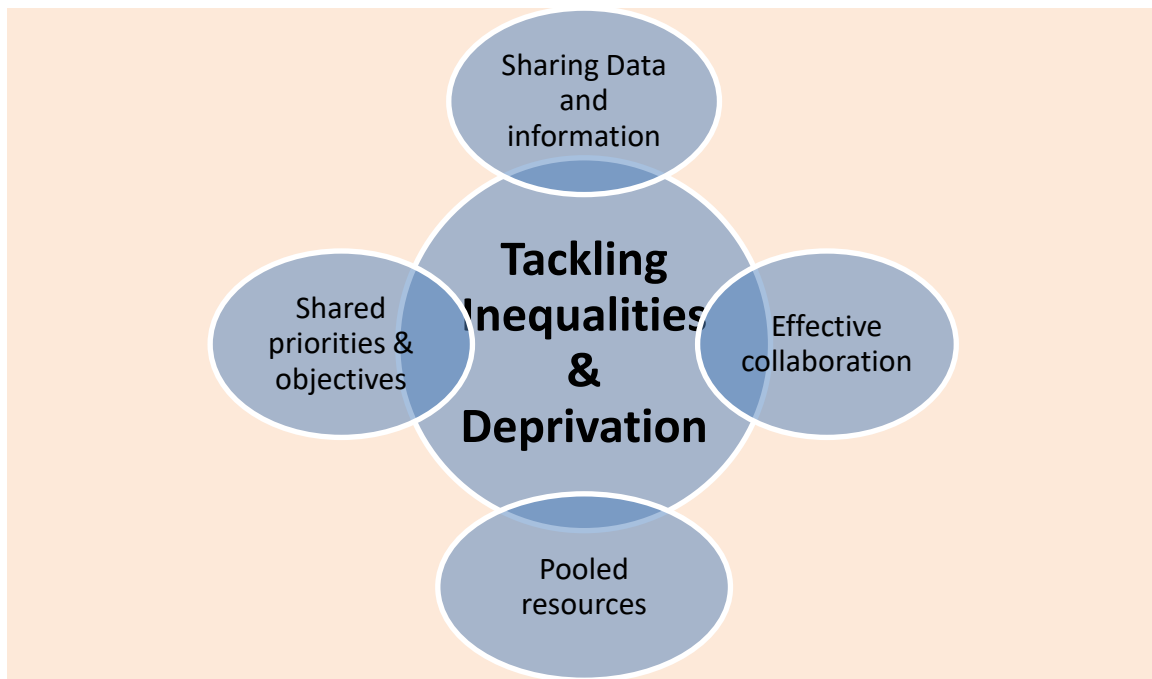 Sharing Data
and
information
Tackling
Inequalities
&
Deprivation
Shared
priorities &
objectives
Effective
collaboration
Pooled
resources